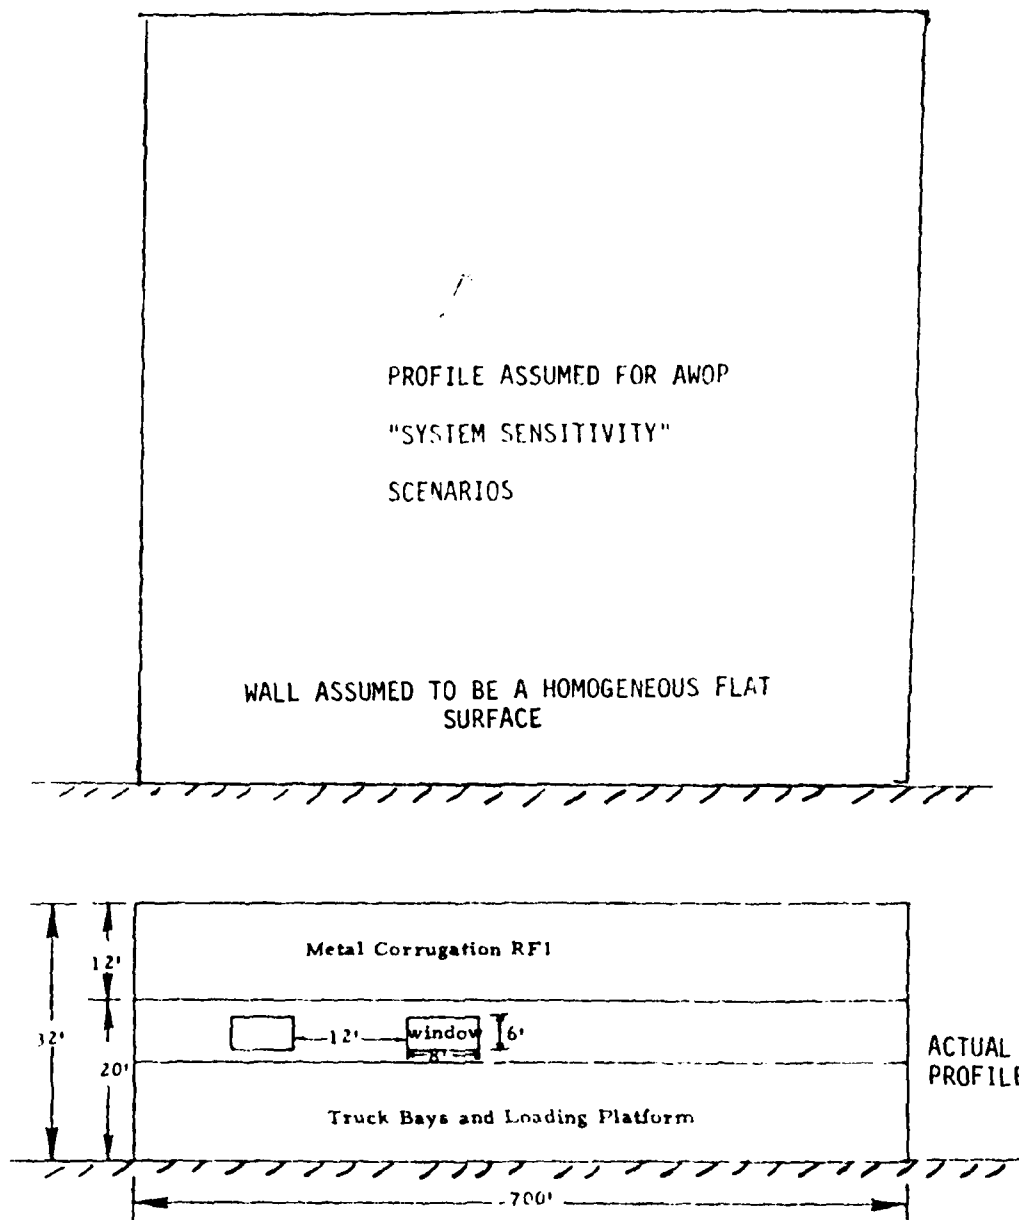 PROFILE ASSUMED FOR AWOP
"SYSTEM SENSITIVITY"
SCENARIOS
WALL ASSUMED TO BE A HOMOGENEOUS FLAT
SURFACE
Metal Corrugation RFI
12'
32'
20'
12'
window
6'
8'
ACTUAL
PROFILE
Truck Bays and Loading Platform
700'